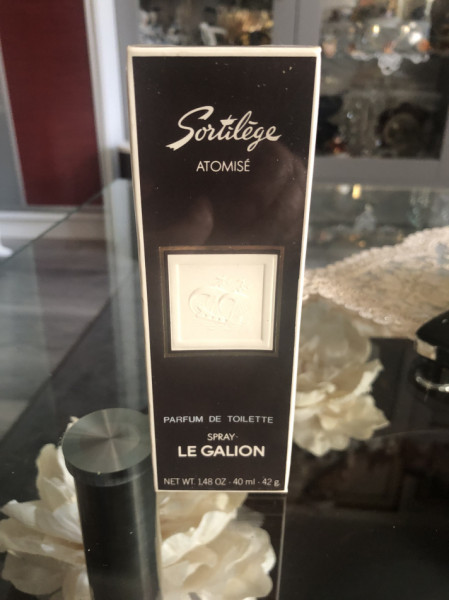 Sortilège
ATOMISÉ
PARFUM DE TOILETTE
SPRAY
LE GALION
NET WT. 1,48 OZ - 40 ml - 42 g